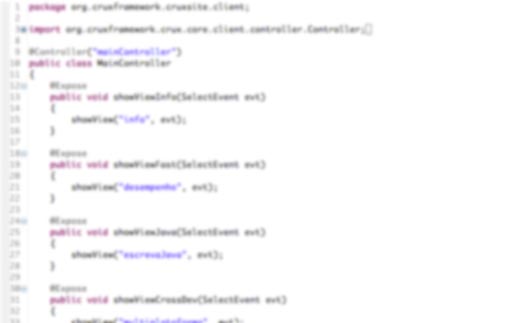 1 package org.cruxframework.cruxsite.client;
2
3 import org.cruxframework.crux.core.client.controller.Controller;
8
9 @Controller("mainController")
10 public class MainController
11 {
12 @Expose
13 public void showViewInfo(SelectEvent evt)
14 {
15 showView("info", evt);
16 }
17
18 @Expose
19 public void showViewFast(SelectEvent evt)
20 {
21 showView("desempenho", evt);
22 }
23
24 @Expose
25 public void showViewJava(SelectEvent evt)
26 {
27 showView("escrevaJava", evt);
28 }
29
30 @Expose
31 public void showViewCrossDev(SelectEvent evt)
32 {
33 showView("multiplataforma", evt);